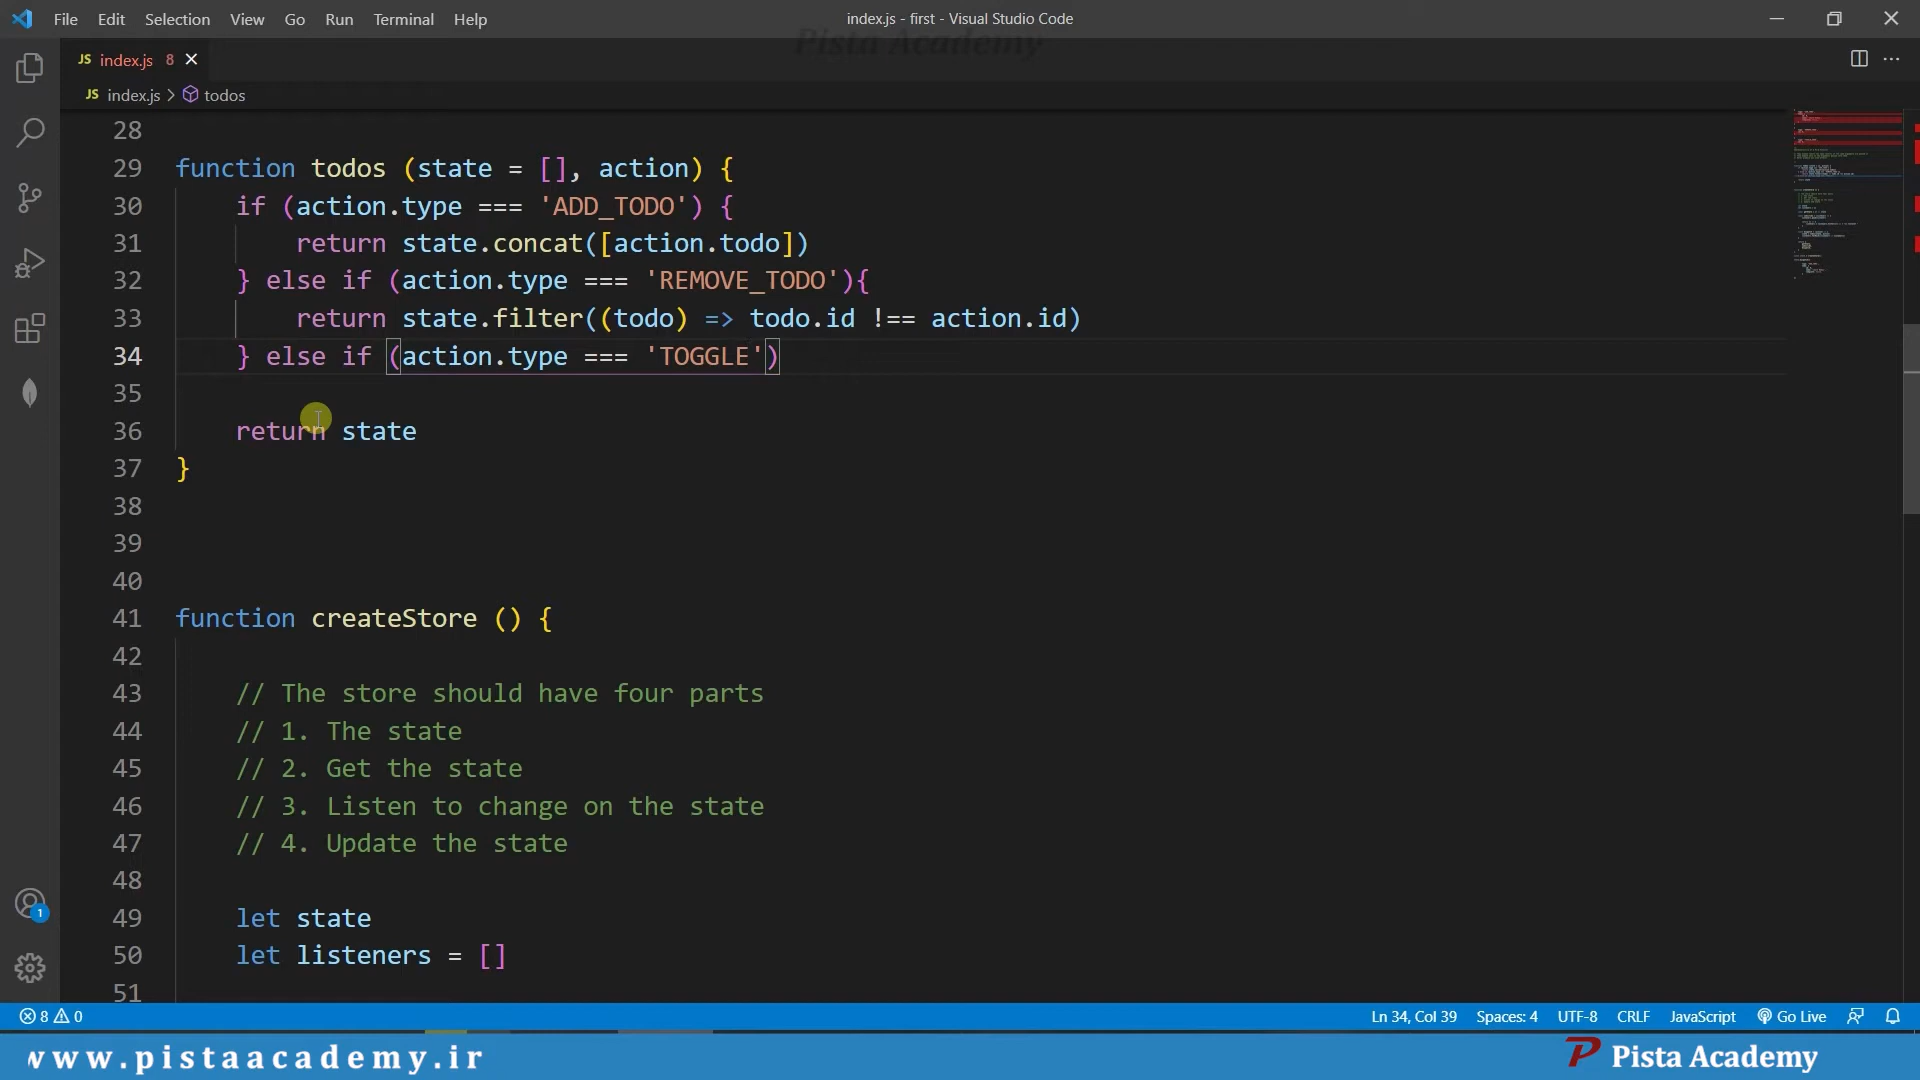 File Edit Selection View Go Run Terminal Help
index.js - first - Visual Studio Code
Pista Academy
JS index.js 8
JS index.js > todos
28
29 function todos (state = [], action) {
30 if (action.type === 'ADD_TODO') {
31 return state.concat([action.todo])
32 } else if (action.type === 'REMOVE_TODO'){
33 return state.filter((todo) => todo.id !== action.id)
34 } else if (action.type === 'TOGGLE')
35
36 return state
37 }
38
39
40
41 function createStore () {
42
43 // The store should have four parts
44 // 1. The state
45 // 2. Get the state
46 // 3. Listen to change on the state
47 // 4. Update the state
48
49 let state
50 let listeners = []
51
1
8 0
Ln 34, Col 39 Spaces: 4 UTF-8 CRLF JavaScript Go Live
www.pistaacademy.ir
Pista Academy